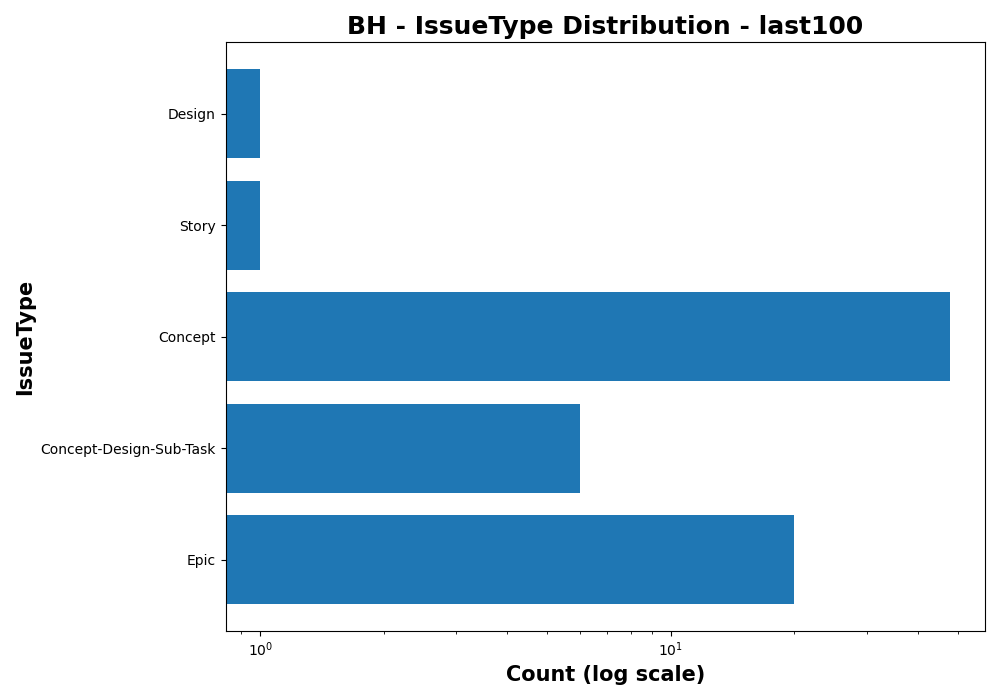 BH - IssueType Distribution - last100
IssueType
Design
Story
Concept
Concept-Design-Sub-Task
Epic
10⁰
10¹
Count (log scale)